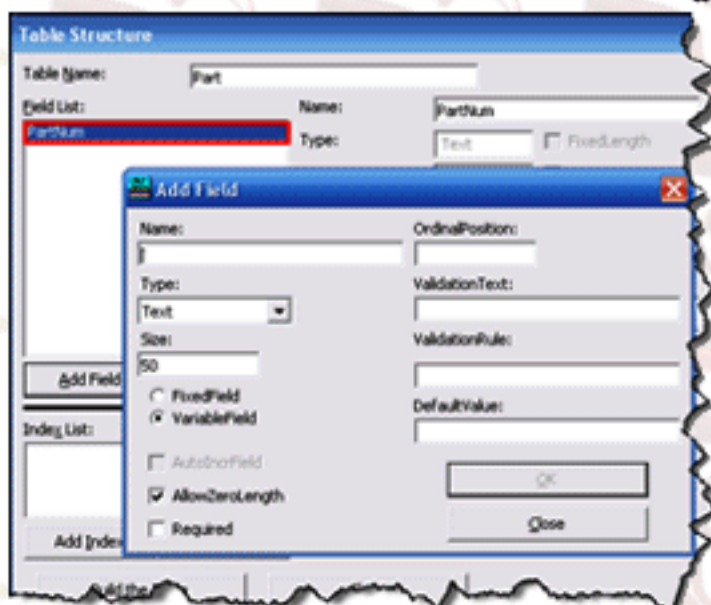 Table Structure
Table Name: Part
Field List:
PartNum
Name: PartNum
Type: Text FixedLength
Add Field
Name: OrdinalPosition:
Type: ValidationText:
Text
Size: ValidationRule:
50
FixedField
VariableField DefaultValue:
AutoIncrField
AllowZeroLength OK
Required Close
Add Field
Index List:
Add Index